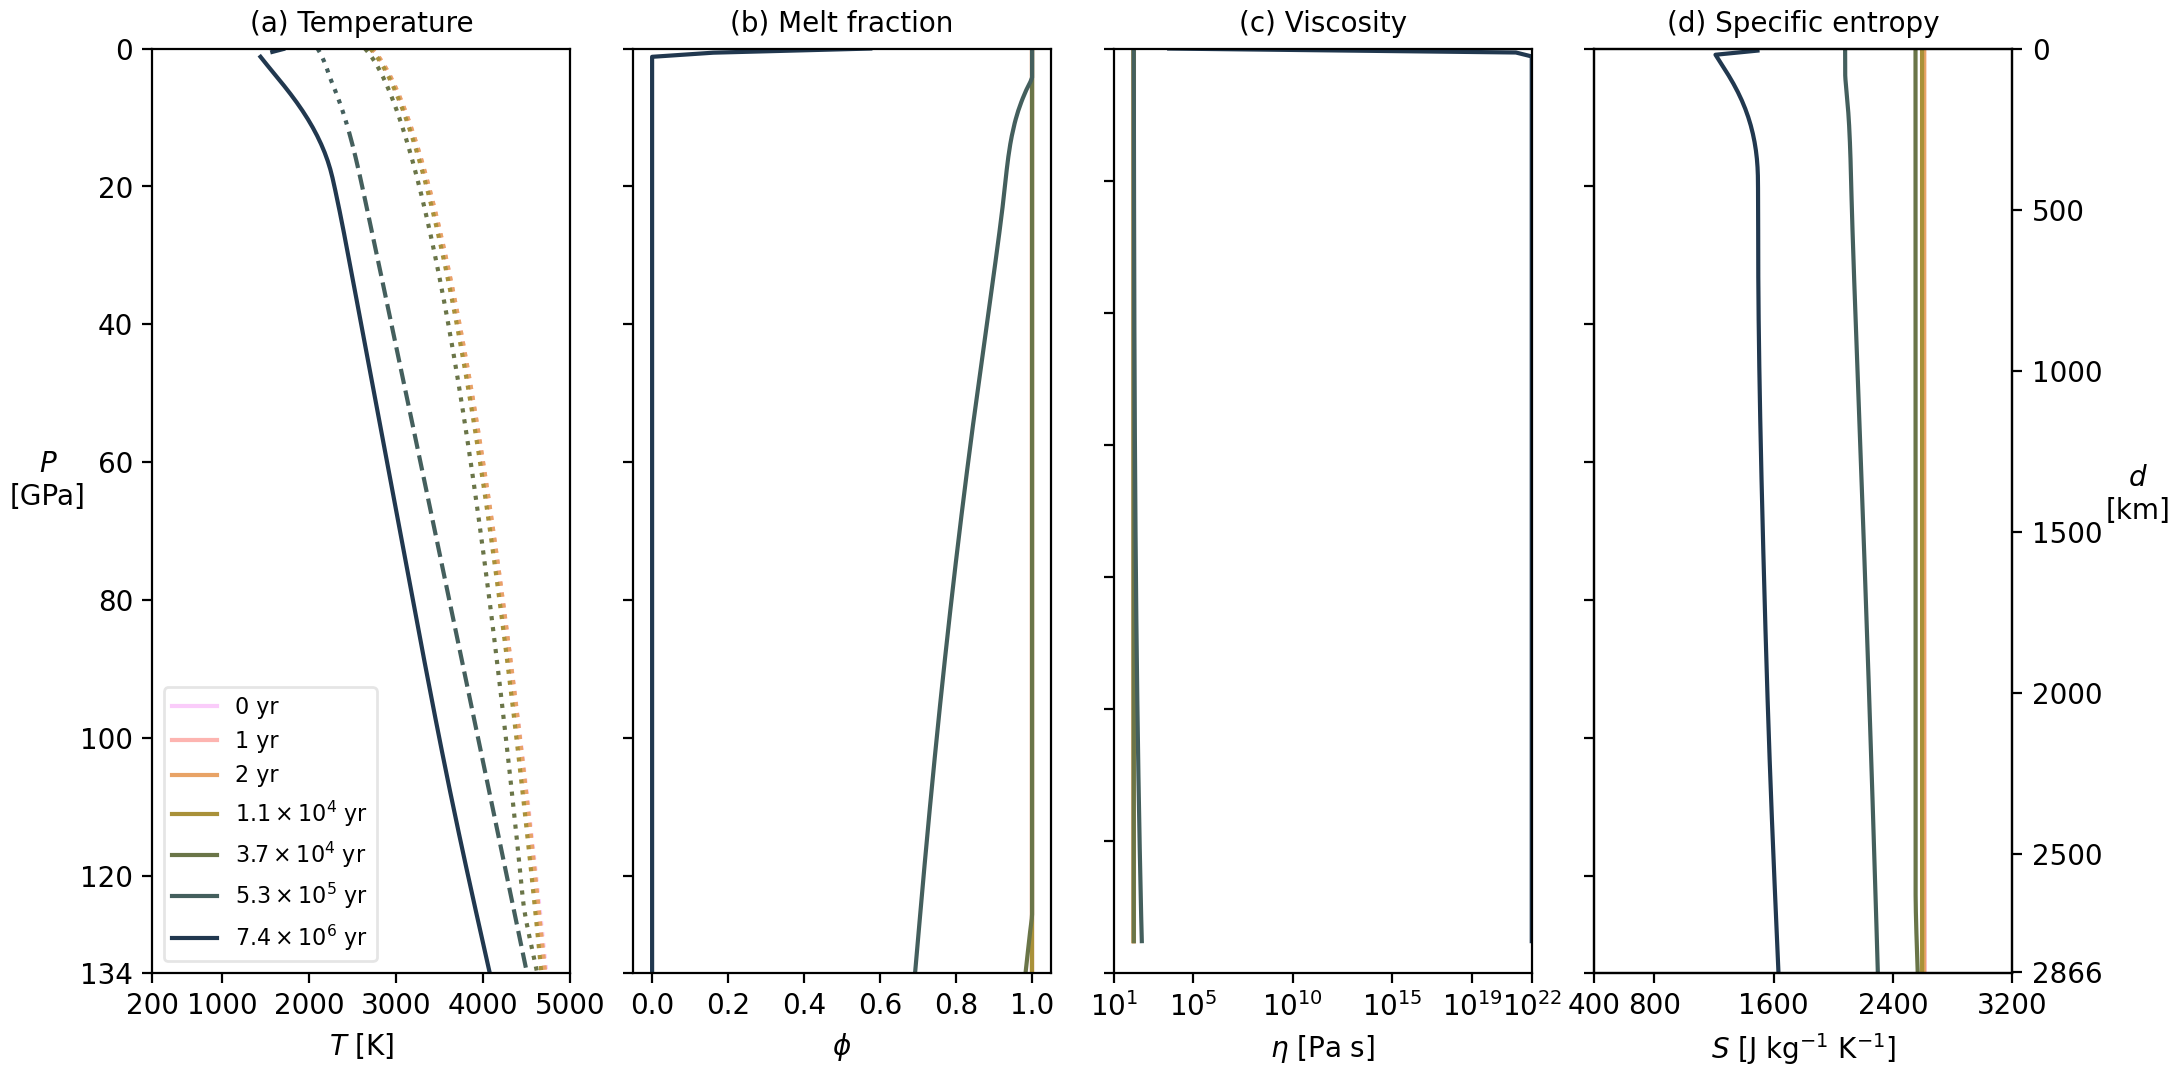 (a) Temperature
(b) Melt fraction
(c) Viscosity
(d) Specific entropy
0
20
40
60
80
100
120
134
P
[GPa]
0 yr
1 yr
2 yr
1.1 × 10⁴ yr
3.7 × 10⁴ yr
5.3 × 10⁵ yr
7.4 × 10⁶ yr
200 1000 2000 3000 4000 5000
T [K]
0.0 0.2 0.4 0.6 0.8 1.0
ϕ
10¹ 10⁵ 10¹⁰ 10¹⁵ 10¹⁹ 10²²
η [Pa s]
400 800 1600 2400 3200
S [J kg⁻¹ K⁻¹]
0
500
1000
1500
2000
2500
2866
d
[km]